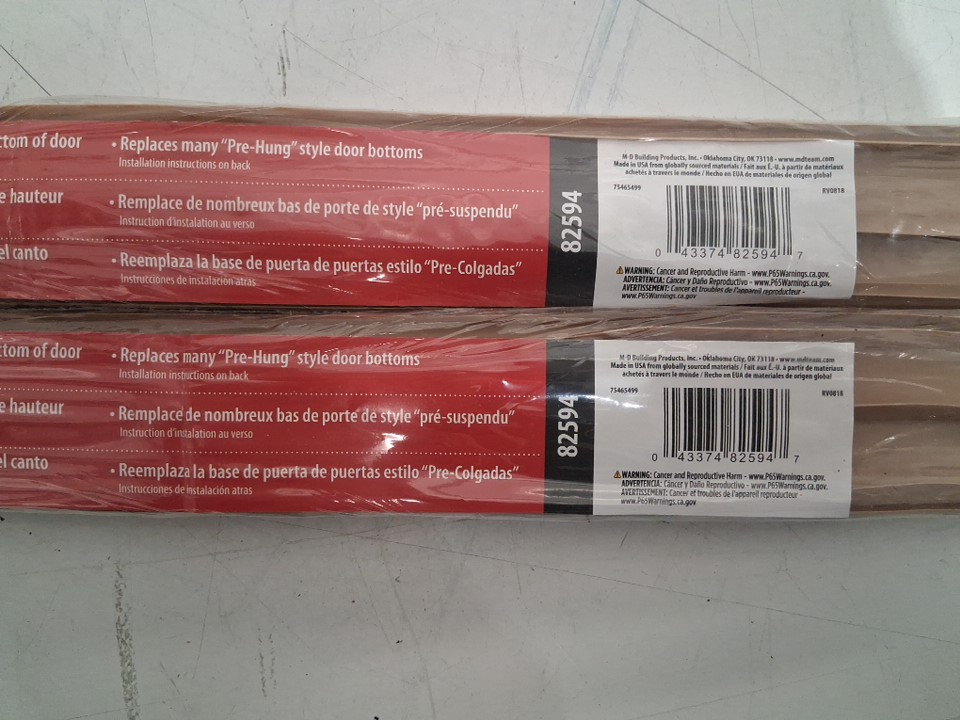 ttom of door
• Replaces many “Pre-Hung” style door bottoms
Installation instructions on back
e hauteur
• Remplace de nombreux bas de porte de style “pré-suspendu”
Instruction d'instalation au verso
el canto
• Reemplaza la base de puerta de puertas estilo “Pre-Colgadas”
Instrucciones de instalación atras
82594
M-D Building Products, Inc. • Oklahoma City, OK 73118 • www.mdteam.com
Made in USA from globally sourced materials / Fait aux É.-U. à partir de matériaux
achetés à travers le monde / Hecho en EUA de materiales de origen global
75465499
RV0818
0 43374 82594 7
WARNING: Cancer and Reproductive Harm - www.P65Warnings.ca.gov.
ADVERTENCIA: Cáncer y Daño Reproductivo - www.P65Warnings.ca.gov.
AVERTISSEMENT: Cancer et troubles de l'appareil reproducteur -
www.P65Warnings.ca.gov
ttom of door
• Replaces many “Pre-Hung” style door bottoms
Installation instructions on back
e hauteur
• Remplace de nombreux bas de porte de style “pré-suspendu”
Instruction d'instalation au verso
el canto
• Reemplaza la base de puerta de puertas estilo “Pre-Colgadas”
Instrucciones de instalación atras
82594
M-D Building Products, Inc. • Oklahoma City, OK 73118 • www.mdteam.com
Made in USA from globally sourced materials / Fait aux É.-U. à partir de matériaux
achetés à travers le monde / Hecho en EUA de materiales de origen global
75465499
RV0818
0 43374 82594 7
WARNING: Cancer and Reproductive Harm - www.P65Warnings.ca.gov.
ADVERTENCIA: Cáncer y Daño Reproductivo - www.P65Warnings.ca.gov.
AVERTISSEMENT: Cancer et troubles de l'appareil reproducteur -
www.P65Warnings.ca.gov